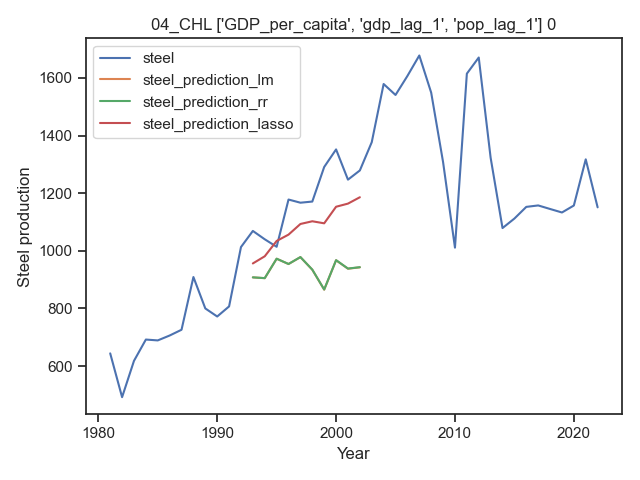 04_CHL ['GDP_per_capita', 'gdp_lag_1', 'pop_lag_1'] 0
steel
steel_prediction_lm
steel_prediction_rr
steel_prediction_lasso
Steel production
1600
1400
1200
1000
800
600
1980
1990
2000
2010
2020
Year